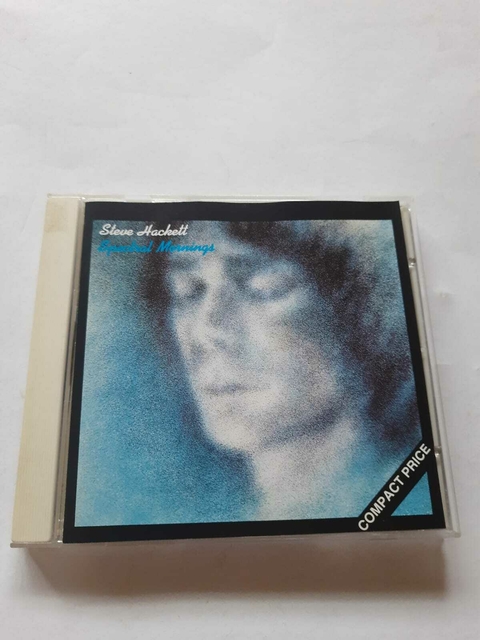 Steve Hackett
Spectral Mornings
COMPACT PRICE